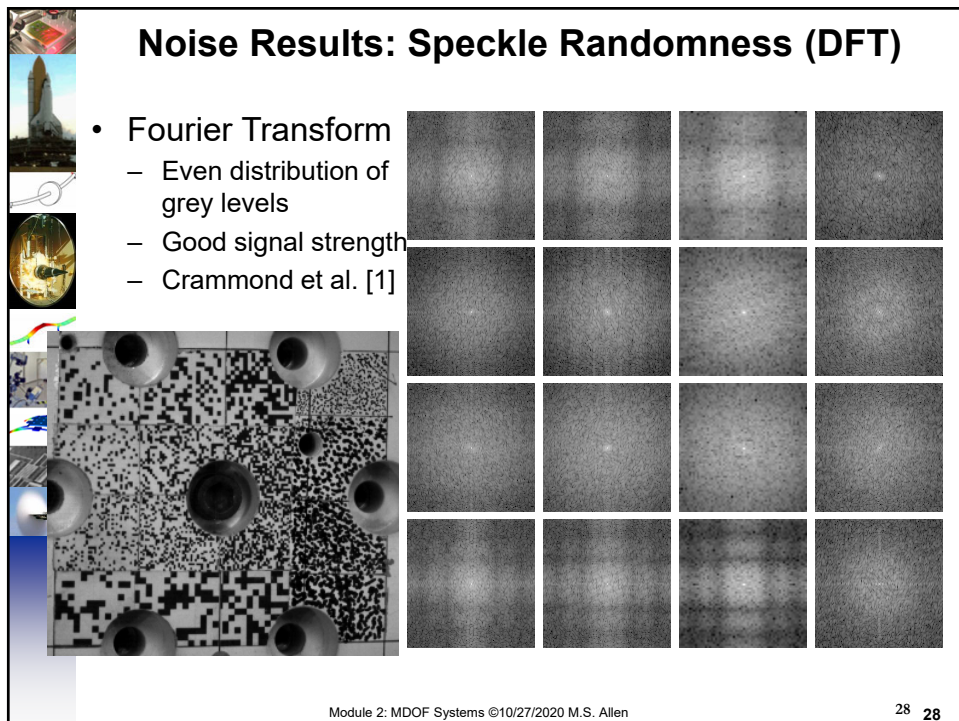 Noise Results: Speckle Randomness (DFT)
• Fourier Transform
– Even distribution of
grey levels
– Good signal strength
– Crammond et al. [1]
Module 2: MDOF Systems ©10/27/2020 M.S. Allen
28 28